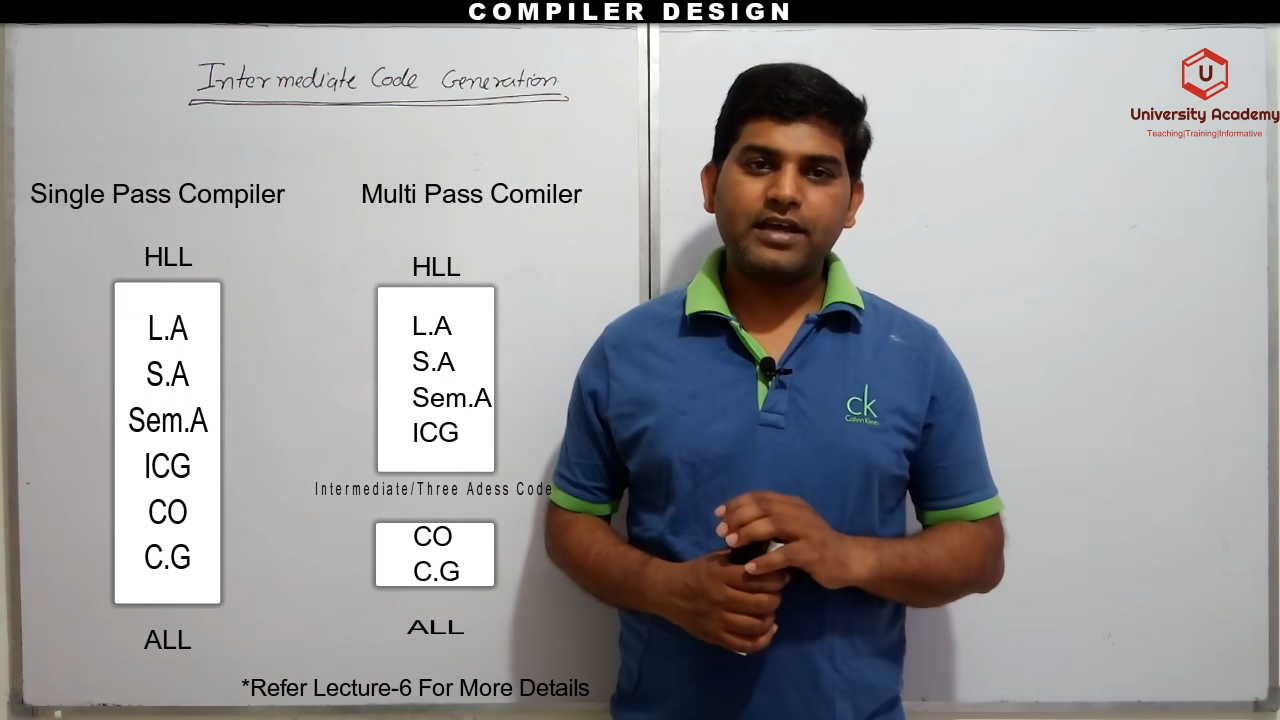 COMPILER DESIGN
Intermediate Code Generation
U
University Academy
Teaching|Training|Informative
Single Pass Compiler
HLL
L.A
S.A
Sem.A
ICG
CO
C.G
ALL
Multi Pass Comiler
HLL
L.A
S.A
Sem.A
ICG
Intermediate/Three Adess Code
CO
C.G
ALL
*Refer Lecture-6 For More Details
ck
Calvin Klein